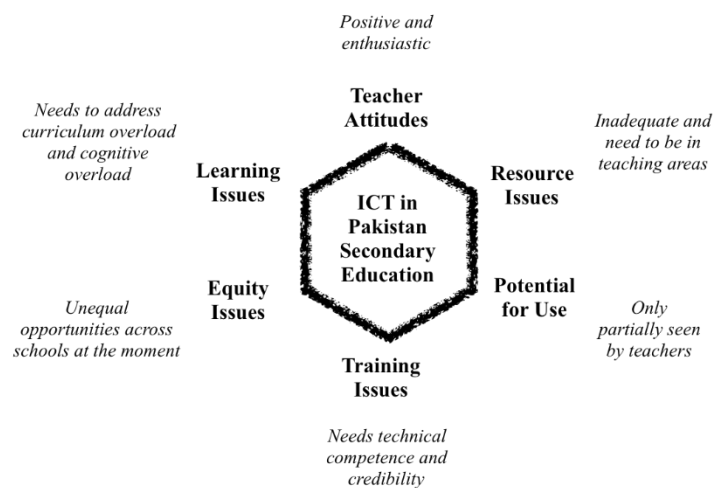 Positive and
enthusiastic
Teacher
Attitudes
Needs to address
curriculum overload
and cognitive
overload
Learning
Issues
ICT in
Pakistan
Secondary
Education
Resource
Issues
Inadequate and
need to be in
teaching areas
Unequal
opportunities across
schools at the moment
Equity
Issues
Potential
for Use
Only
partially seen
by teachers
Training
Issues
Needs technical
competence and
credibility